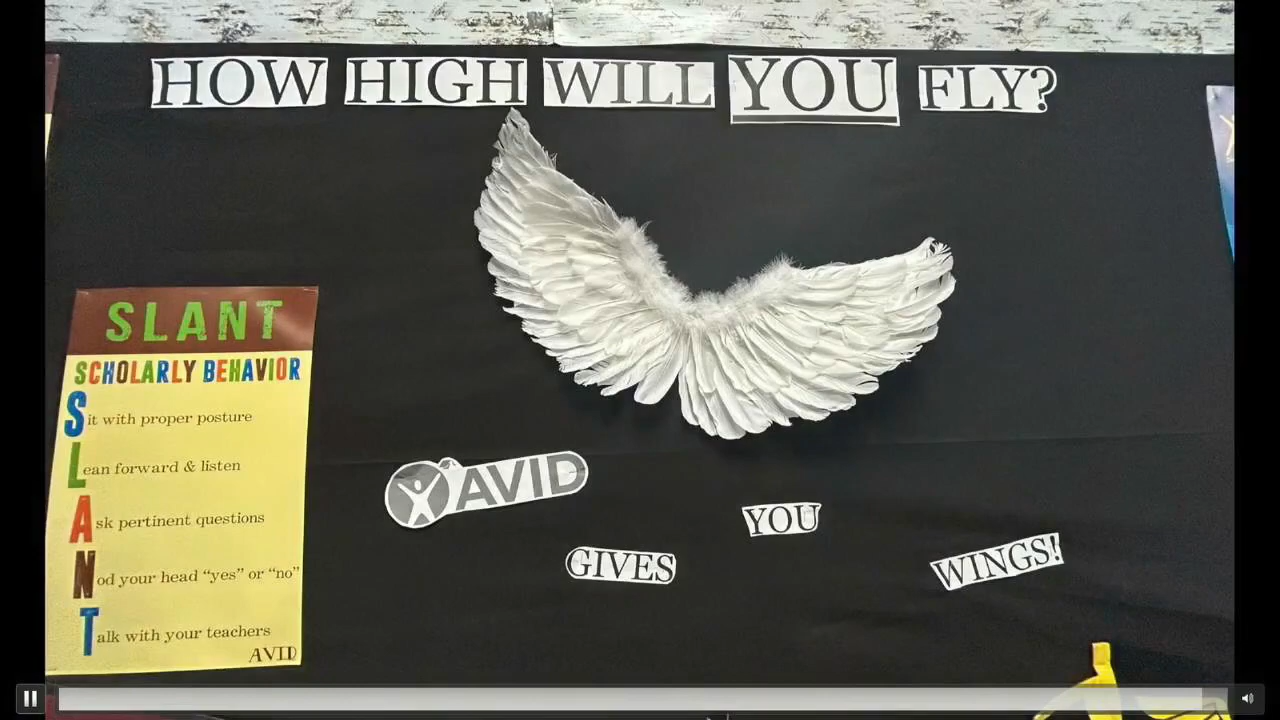 HOW HIGH WILL YOU FLY?
SLANT
SCHOLARLY BEHAVIOR
Sit with proper posture
Lean forward & listen
Ask pertinent questions
Nod your head "yes" or "no"
Talk with your teachers
AVID
AVID
GIVES
YOU
WINGS!